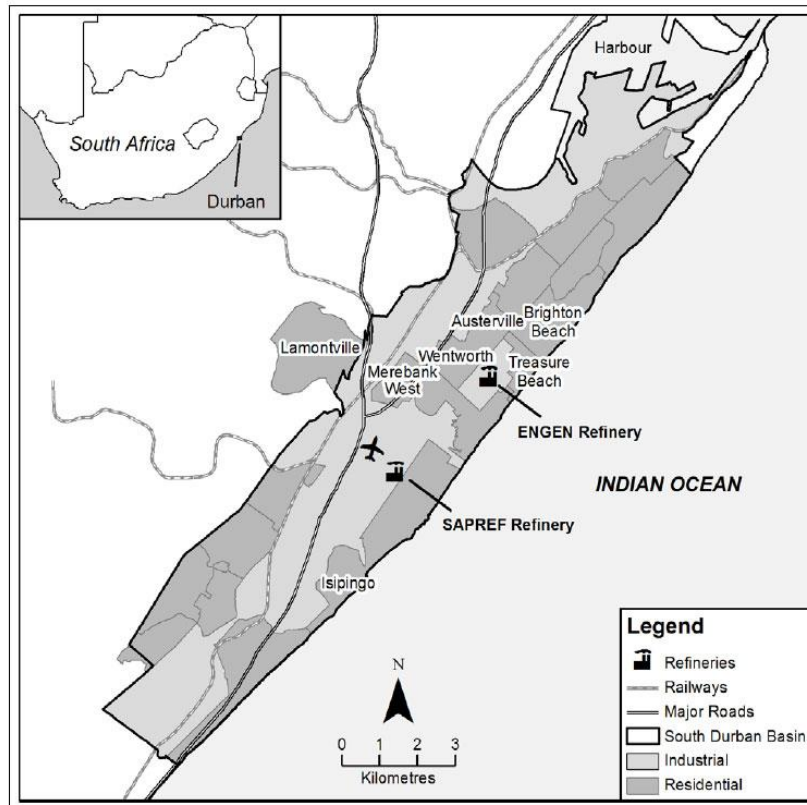 Harbour
South Africa
Durban
Austerville
Brighton
Beach
Lamontville
Wentworth
Merebank
West
Treasure
Beach
ENGEN Refinery
INDIAN OCEAN
SAPREF Refinery
Isipingo
N
0 1 2 3
Kilometres
Legend
Refineries
Railways
Major Roads
South Durban Basin
Industrial
Residential